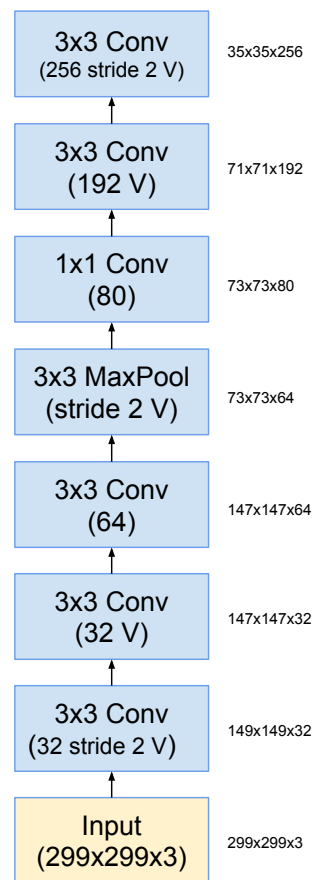 3x3 Conv
(256 stride 2 V)
35x35x256
3x3 Conv
(192 V)
71x71x192
1x1 Conv
(80)
73x73x80
3x3 MaxPool
(stride 2 V)
73x73x64
3x3 Conv
(64)
147x147x64
3x3 Conv
(32 V)
147x147x32
3x3 Conv
(32 stride 2 V)
149x149x32
Input
(299x299x3)
299x299x3